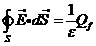 ∮_S E⃗·dS⃗ = 1/ε Q_f